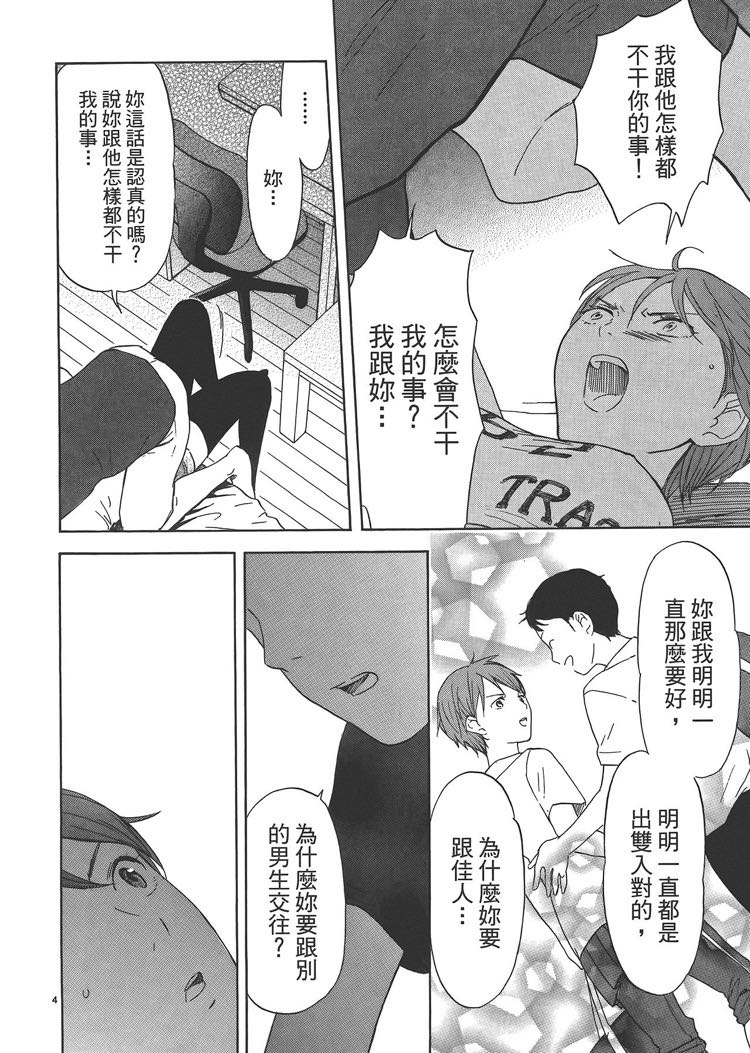 我跟他怎樣都
不干你的事！
怎麼會不干
我的事？
我跟妳…
TRAC
……
妳…
妳這話是認真的嗎？
說妳跟他怎樣都不干
我的事…
妳跟我明明一
直那麼要好，
明明一直都是
出雙入對的，
為什麼妳要
跟佳人…
為什麼妳要跟別
的男生交往？
4